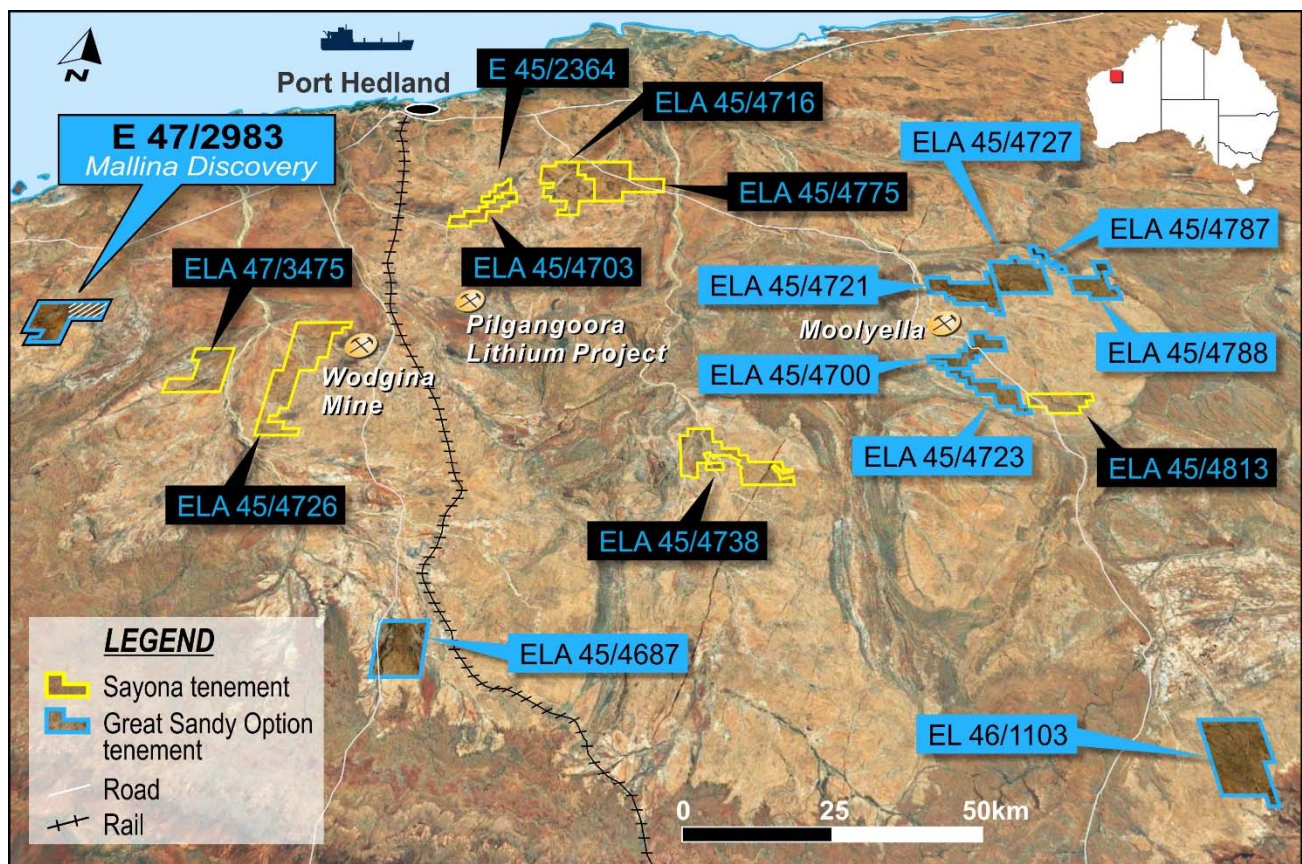 N
Port Hedland
E 45/2364
ELA 45/4716
E 47/2983
Mallina Discovery
ELA 45/4727
ELA 45/4775
ELA 45/4787
ELA 47/3475
ELA 45/4703
ELA 45/4721
Pilgangoora
Lithium Project
Moolyella
ELA 45/4788
Wodgina
Mine
ELA 45/4700
ELA 45/4723
ELA 45/4813
ELA 45/4726
ELA 45/4738
ELA 45/4687
EL 46/1103
LEGEND
Sayona tenement
Great Sandy Option
tenement
Road
Rail
0 25 50km